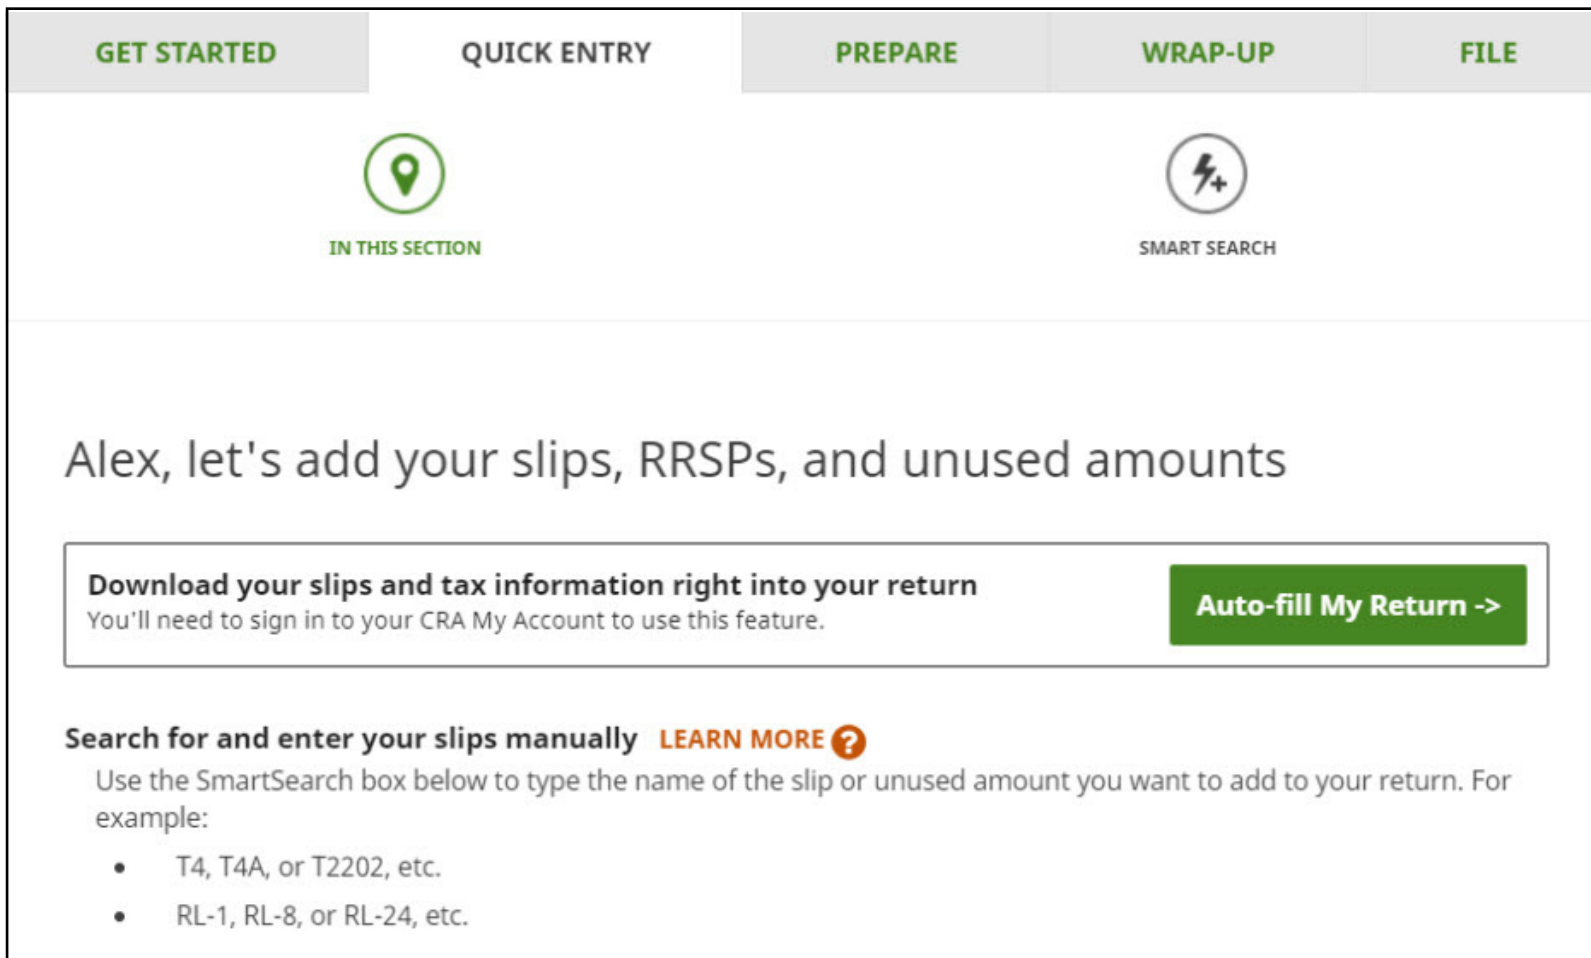 GET STARTED QUICK ENTRY PREPARE WRAP-UP FILE
IN THIS SECTION SMART SEARCH
Alex, let's add your slips, RRSPs, and unused amounts
Download your slips and tax information right into your return
You'll need to sign in to your CRA My Account to use this feature.
Auto-fill My Return ->
Search for and enter your slips manually LEARN MORE ?
Use the SmartSearch box below to type the name of the slip or unused amount you want to add to your return. For
example:
• T4, T4A, or T2202, etc.
• RL-1, RL-8, or RL-24, etc.